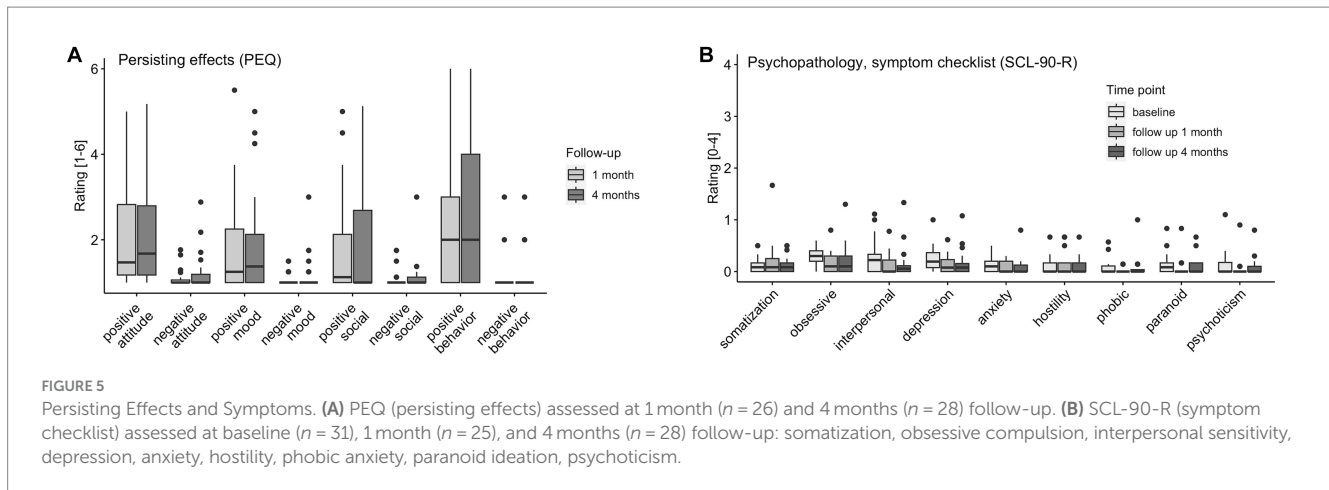 A
Persisting effects (PEQ)
6
4
2
Rating [1-6]
Follow-up
1 month
4 months
positive attitude
negative attitude
positive mood
negative mood
positive social
negative social
positive behavior
negative behavior
B
Psychopathology, symptom checklist (SCL-90-R)
4
3
2
1
0
Rating [0-4]
Time point
baseline
follow up 1 month
follow up 4 months
somatization
obsessive
interpersonal
depression
anxiety
hostility
phobic
paranoid
psychoticism
FIGURE 5
Persisting Effects and Symptoms. (A) PEQ (persisting effects) assessed at 1 month (n = 26) and 4 months (n = 28) follow-up. (B) SCL-90-R (symptom
checklist) assessed at baseline (n = 31), 1 month (n = 25), and 4 months (n = 28) follow-up: somatization, obsessive compulsion, interpersonal sensitivity,
depression, anxiety, hostility, phobic anxiety, paranoid ideation, psychoticism.